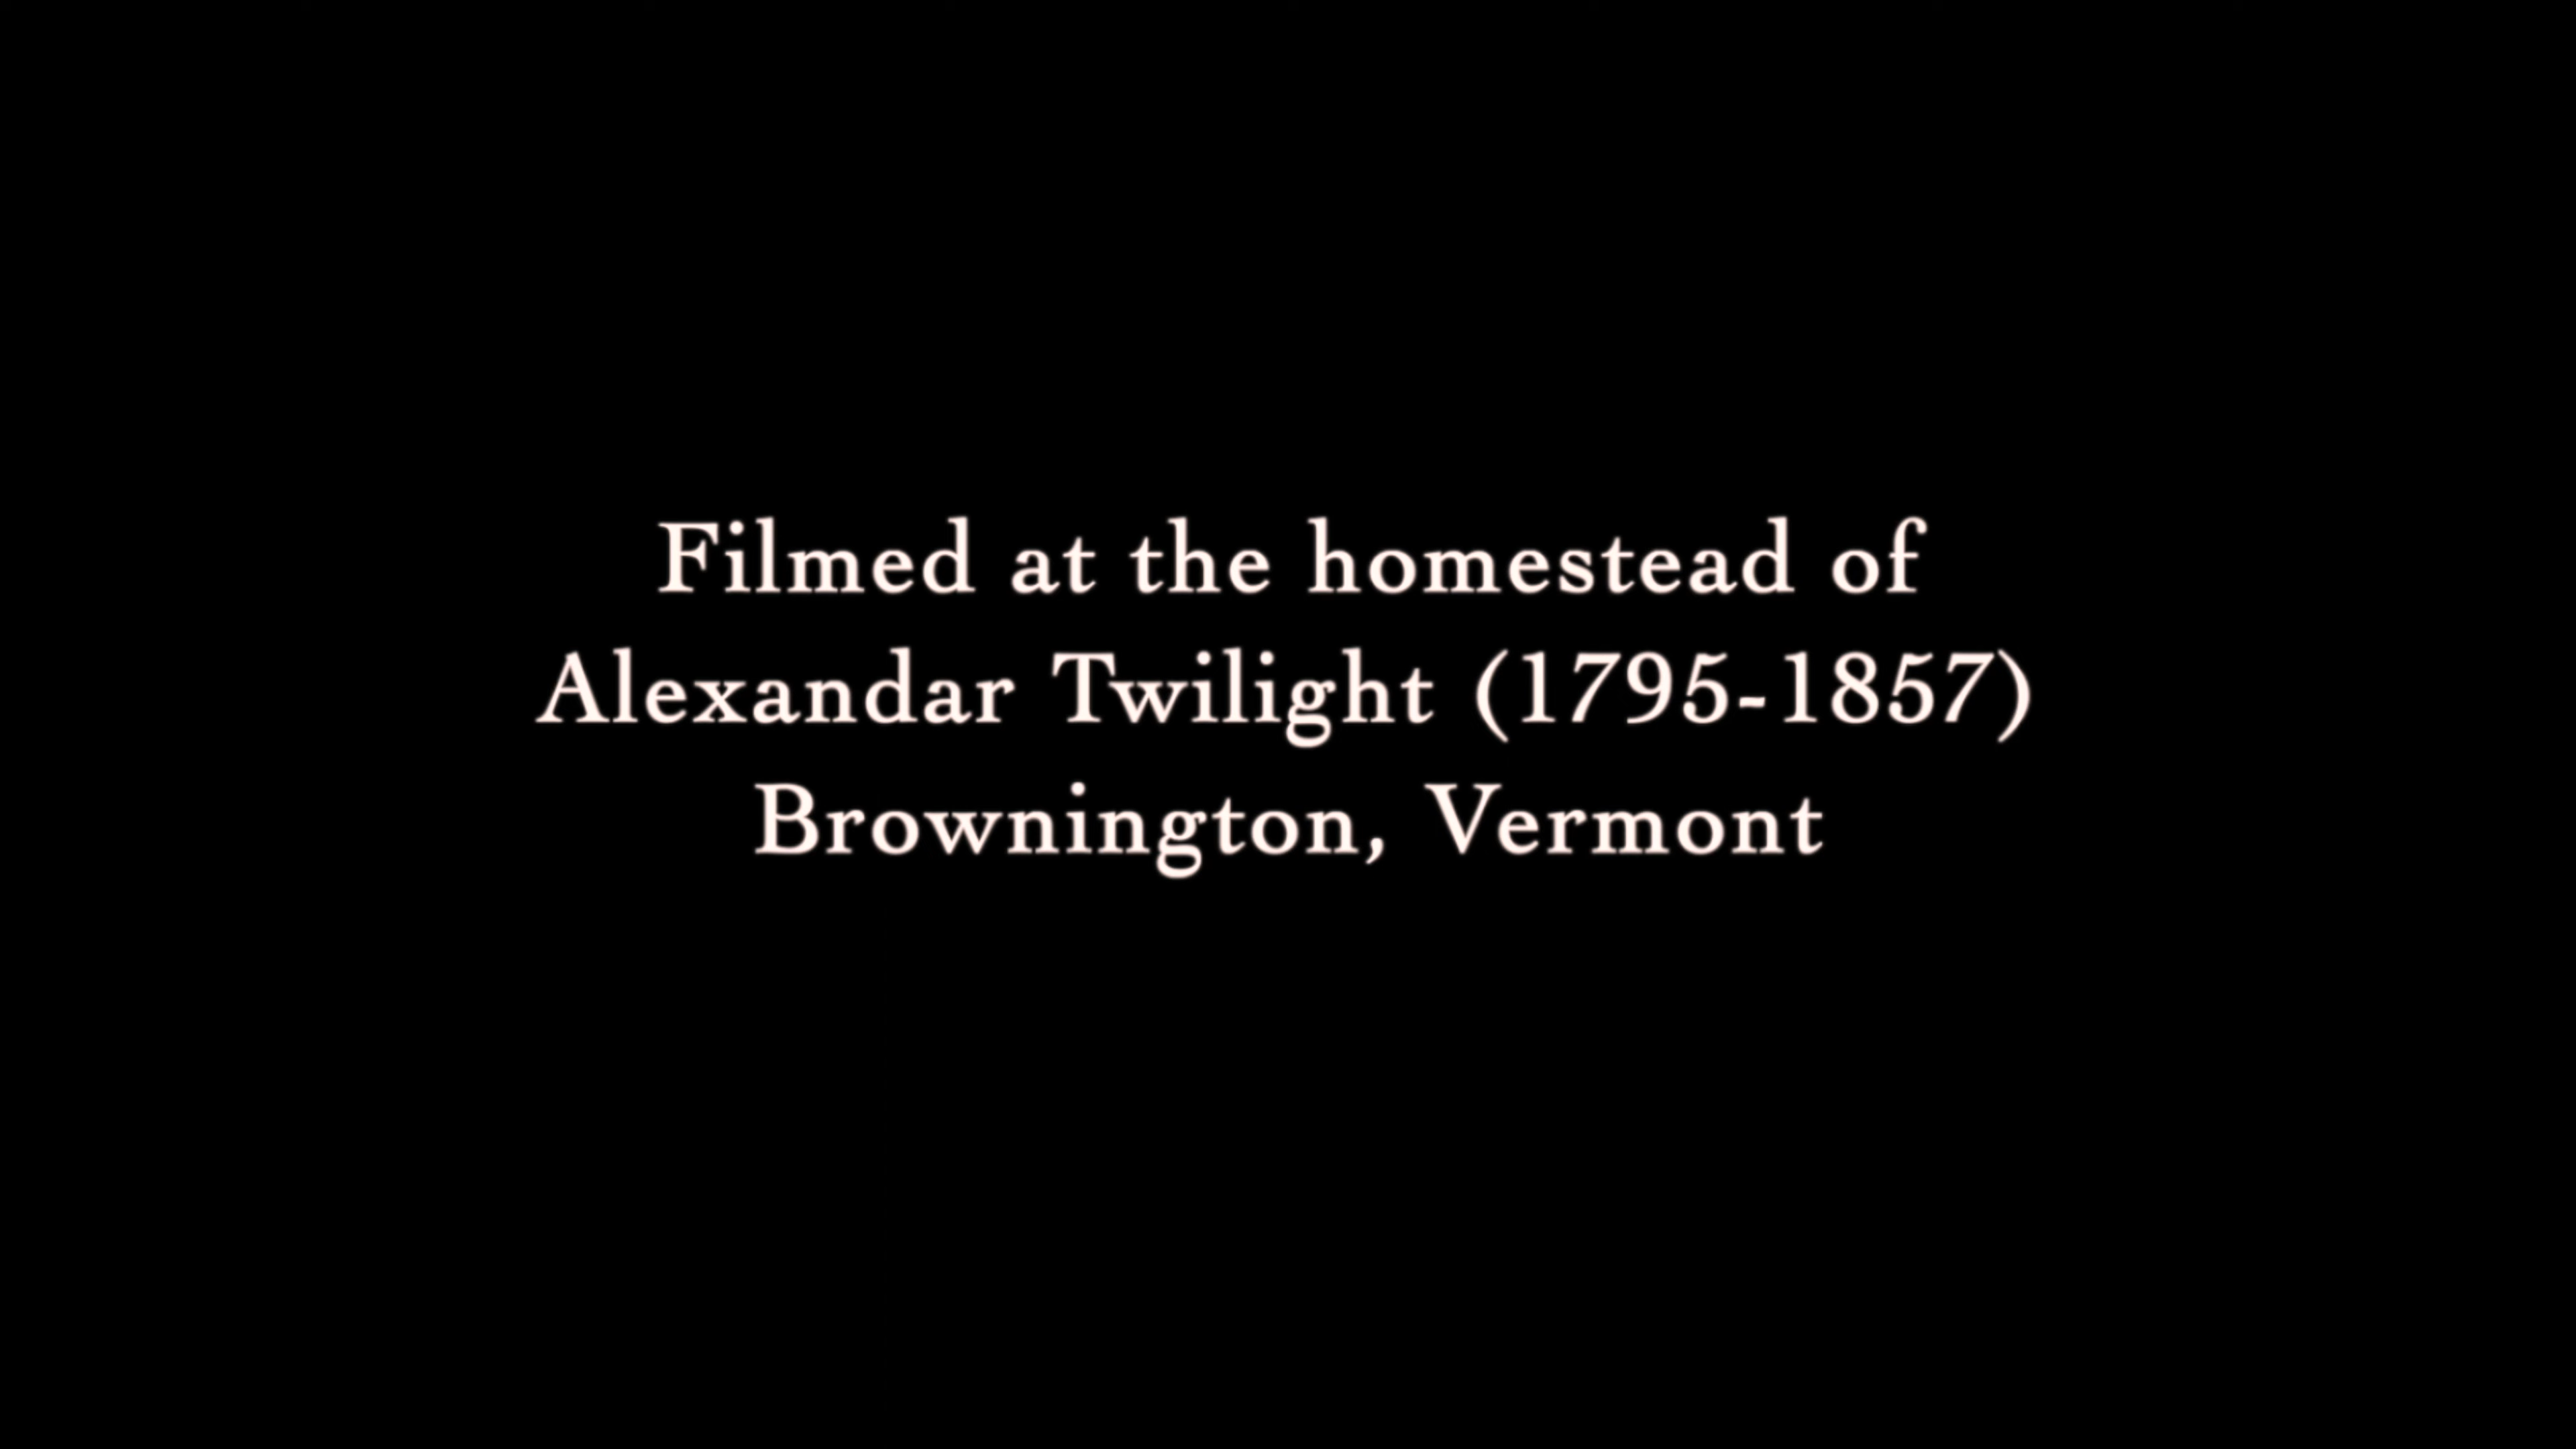 Filmed at the homestead of
Alexandar Twilight (1795-1857)
Brownington, Vermont